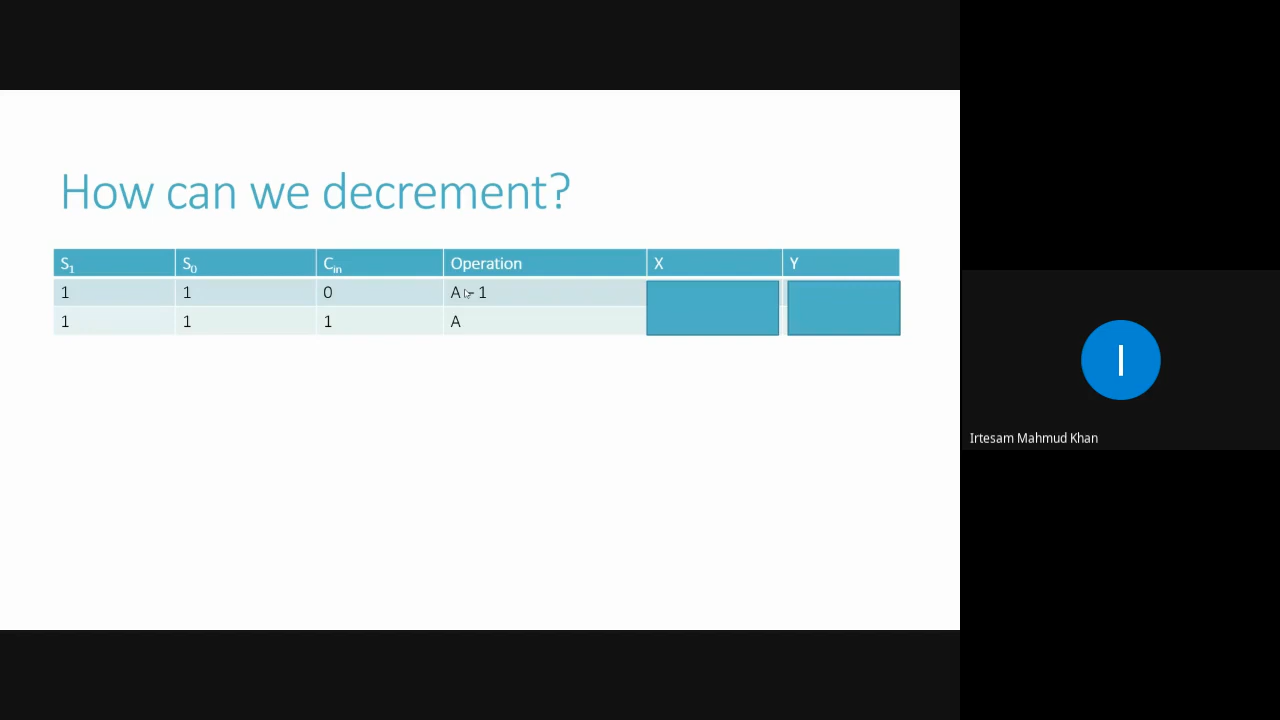 How can we decrement?
S1 S0 Cin Operation X Y
1 1 0 A - 1
1 1 1 A
I
Irtesam Mahmud Khan